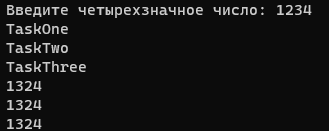 Введите четырехзначное число: 1234
TaskOne
TaskTwo
TaskThree
1324
1324
1324